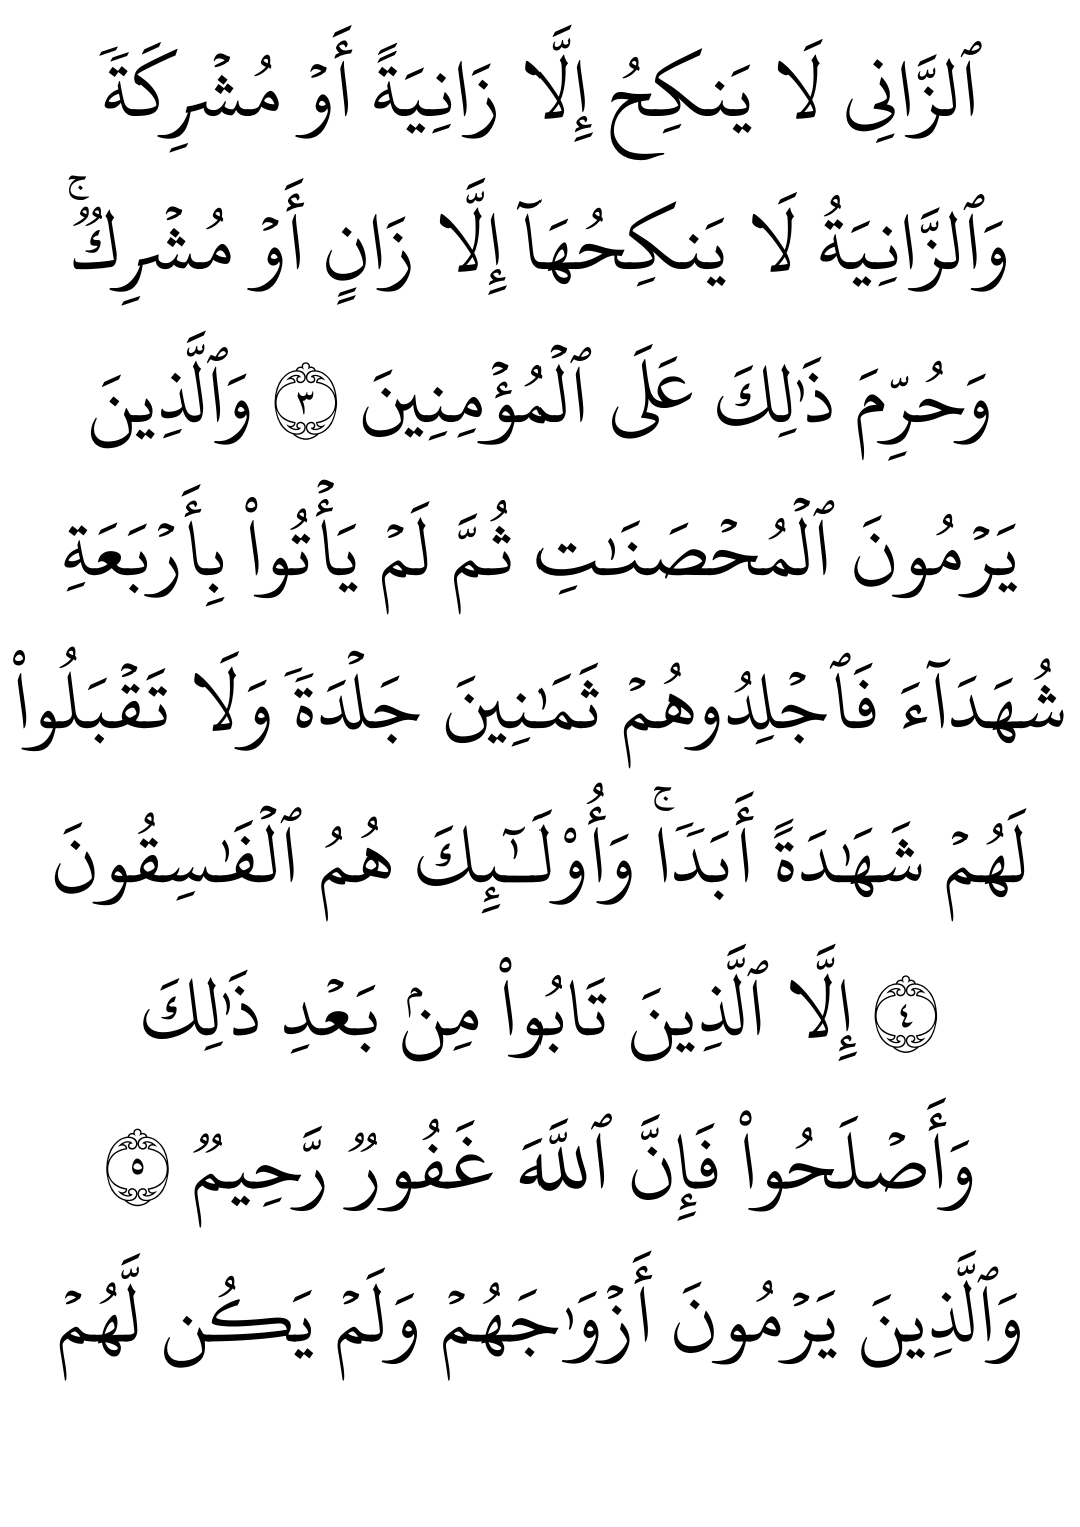 ٱلزَّانِى لَا يَنكِحُ إِلَّا زَانِيَةً أَوۡ مُشۡرِكَةٗ
وَٱلزَّانِيَةُ لَا يَنكِحُهَآ إِلَّا زَانٍ أَوۡ مُشۡرِكٞۚ
وَحُرِّمَ ذَٰلِكَ عَلَى ٱلۡمُؤۡمِنِينَ ٣ وَٱلَّذِينَ
يَرۡمُونَ ٱلۡمُحۡصَنَٰتِ ثُمَّ لَمۡ يَأۡتُواْ بِأَرۡبَعَةِ
شُهَدَآءَ فَٱجۡلِدُوهُمۡ ثَمَٰنِينَ جَلۡدَةٗ وَلَا تَقۡبَلُواْ
لَهُمۡ شَهَٰدَةً أَبَدٗاۚ وَأُوْلَـٰٓئِكَ هُمُ ٱلۡفَٰسِقُونَ
٤ إِلَّا ٱلَّذِينَ تَابُواْ مِنۢ بَعۡدِ ذَٰلِكَ
وَأَصۡلَحُواْ فَإِنَّ ٱللَّهَ غَفُورٞ رَّحِيمٞ ٥
وَٱلَّذِينَ يَرۡمُونَ أَزۡوَٰجَهُمۡ وَلَمۡ يَكُن لَّهُمۡ